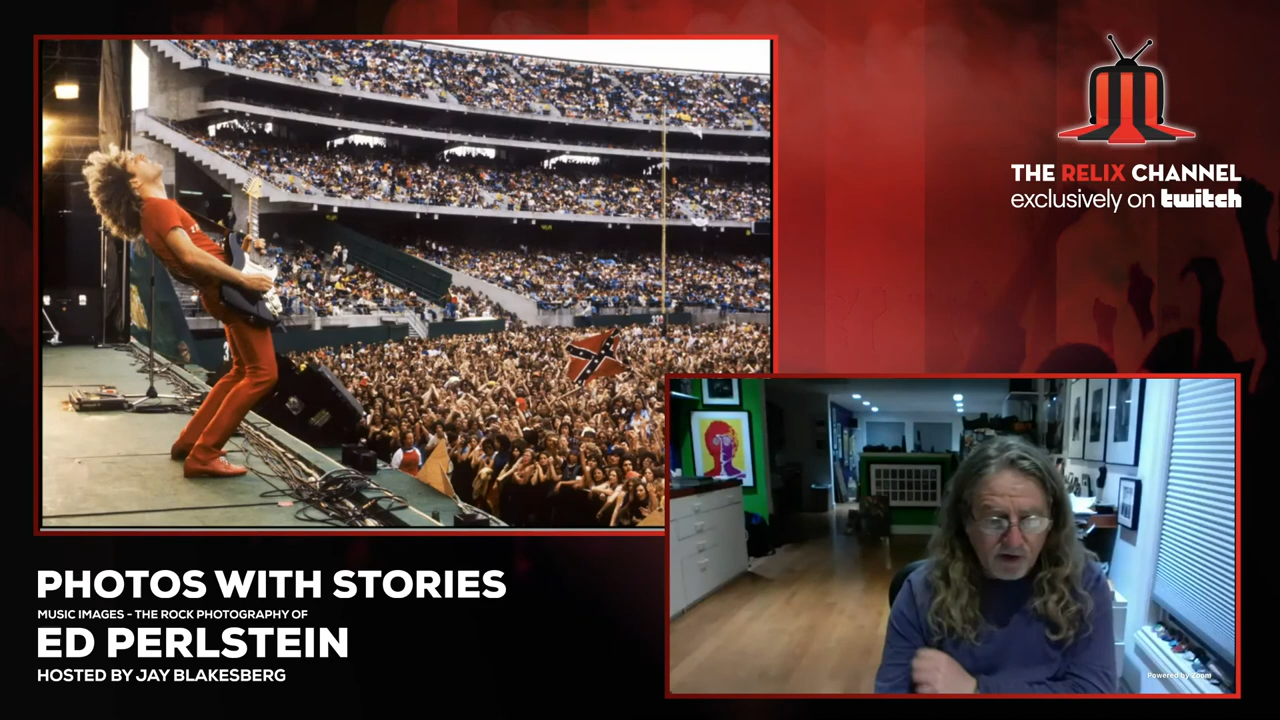 THE RELIX CHANNEL
exclusively on twitch
PHOTOS WITH STORIES
MUSIC IMAGES - THE ROCK PHOTOGRAPHY OF
ED PERLSTEIN
HOSTED BY JAY BLAKESBERG
Powered by Zoom